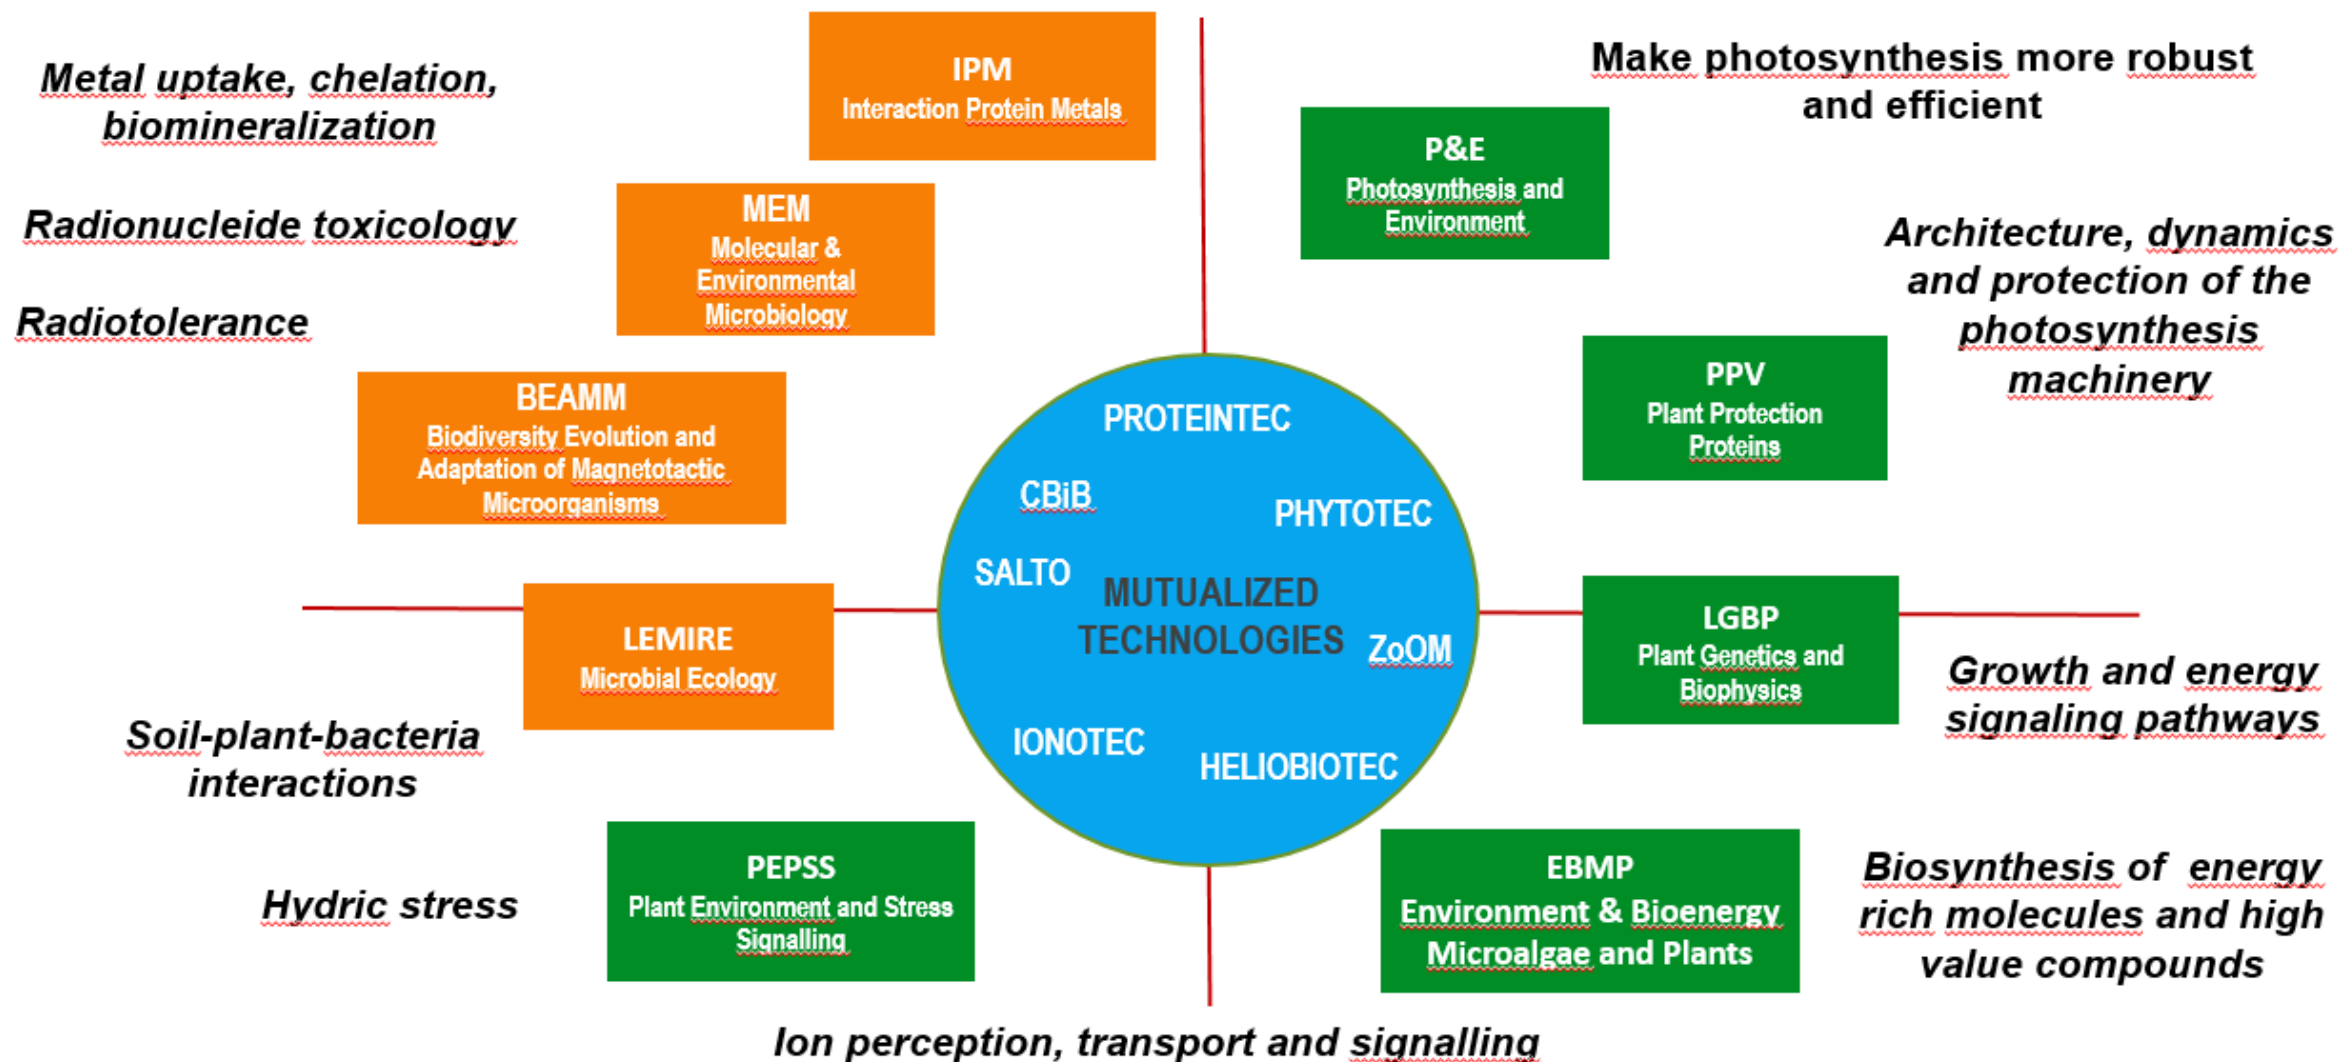 Metal uptake, chelation,
biomineralization
Radionucleide toxicology
Radiotolerance
IPM
Interaction Protein Metals
MEM
Molecular &
Environmental
Microbiology
BEAMM
Biodiversity Evolution and
Adaptation of Magnetotactic
Microorganisms
LEMIRE
Microbial Ecology
Soil-plant-bacteria
interactions
Hydric stress
PEPSS
Plant Environment and Stress
Signalling
PROTEINTEC
CBiB
PHYTOTEC
SALTO
MUTUALIZED
TECHNOLOGIES
ZoOM
IONOTEC
HELIOBIOTEC
Make photosynthesis more robust
and efficient
P&E
Photosynthesis and
Environment
Architecture, dynamics
and protection of the
photosynthesis
machinery
PPV
Plant Protection
Proteins
LGBP
Plant Genetics and
Biophysics
Growth and energy
signaling pathways
EBMP
Environment & Bioenergy
Microalgae and Plants
Biosynthesis of energy
rich molecules and high
value compounds
Ion perception, transport and signalling